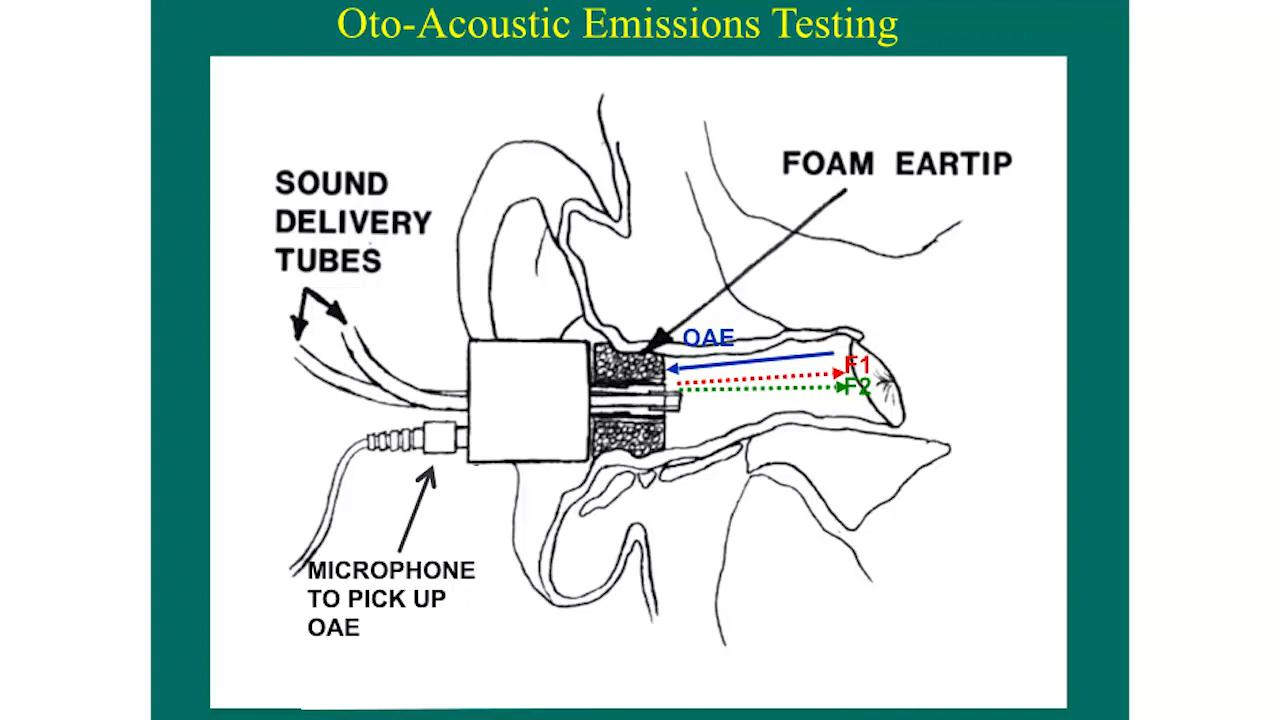 Oto-Acoustic Emissions Testing
SOUND
DELIVERY
TUBES
FOAM EARTIP
OAE
F1
F2
MICROPHONE
TO PICK UP
OAE